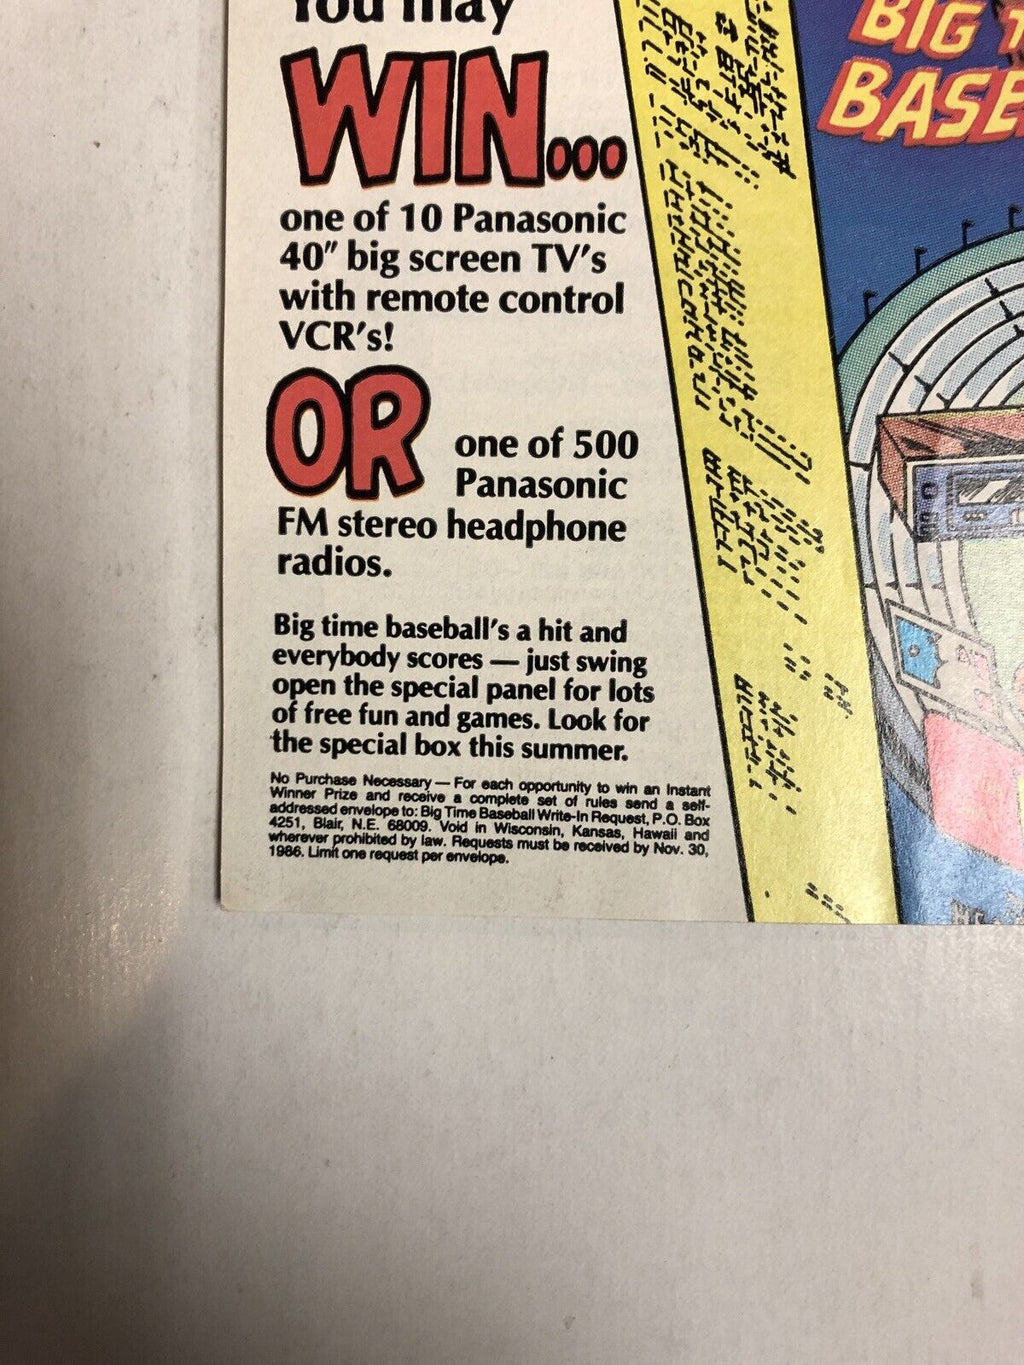 You may
WIN...
one of 10 Panasonic
40" big screen TV's
with remote control
VCR's!
OR one of 500
Panasonic
FM stereo headphone
radios.
Big time baseball's a hit and
everybody scores — just swing
open the special panel for lots
of free fun and games. Look for
the special box this summer.
No Purchase Necessary — For each opportunity to win an Instant
Winner Prize and receive a complete set of rules send a self-
addressed envelope to: Big Time Baseball Write-In Request, P.O. Box
4251, Blair, N.E. 68009. Void in Wisconsin, Kansas, Hawaii and
wherever prohibited by law. Requests must be received by Nov. 30,
1986. Limit one request per envelope.
BIG T
BASE